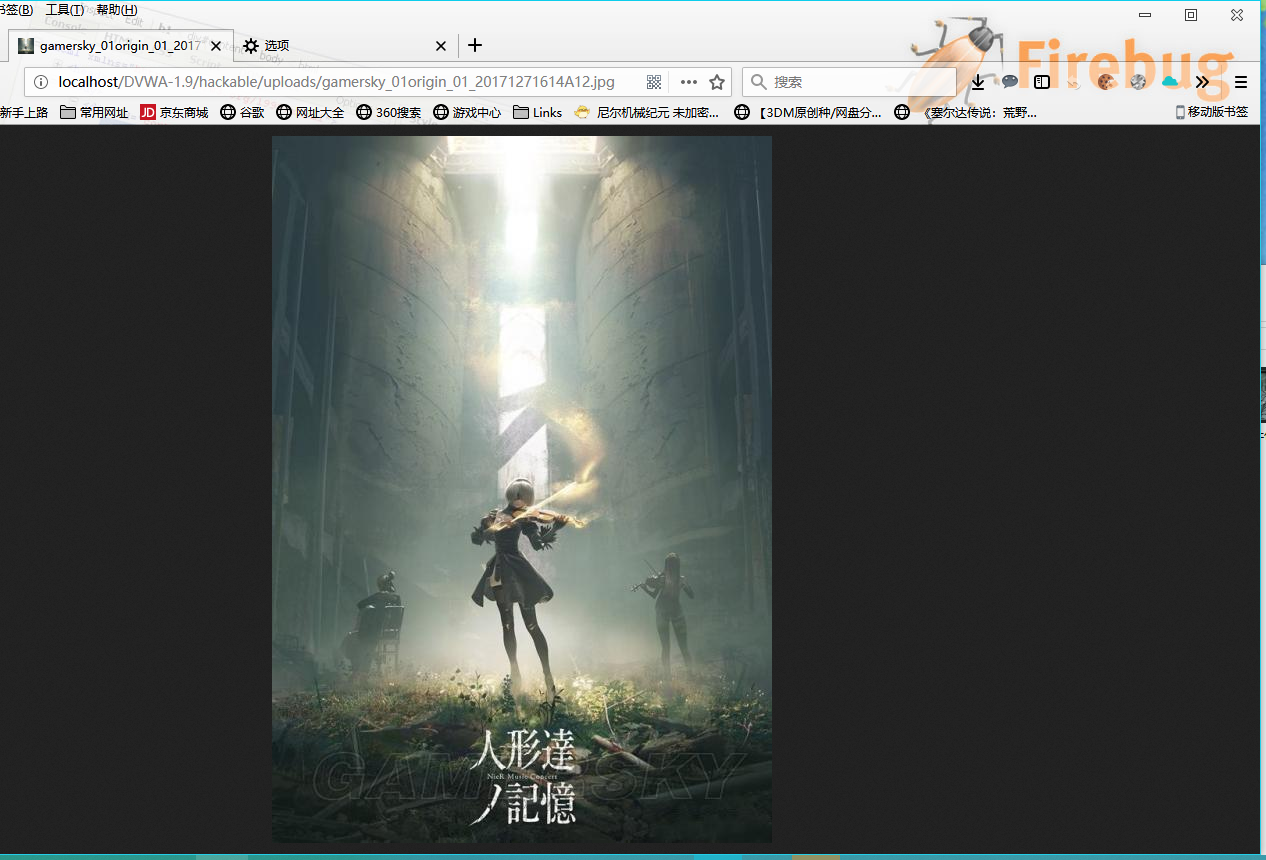 书签(B) 工具(T) 帮助(H)
gamersky_01origin_01_2017
选项
Firebug
localhost/DVWA-1.9/hackable/uploads/gamersky_01origin_01_20171271614A12.jpg
搜索
新手上路 常用网址 JD 京东商城 谷歌 网址大全 360搜索 游戏中心 Links 尼尔机械纪元 未加密... 【3DM原创种/网盘分... 《塞尔达传说：荒野... 移动版书签
人形達
NieR Music Concert
ノ記憶
GAMERSKY